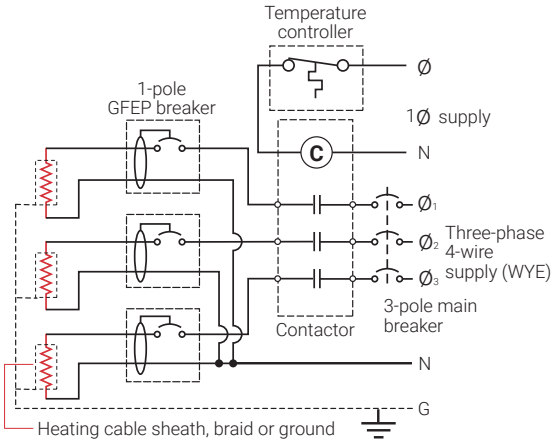 Temperature
controller
1-pole
GFEP breaker
Ø
1Ø supply
C
N
Ø1
Ø2
Ø3
Three-phase
4-wire
supply (WYE)
Contactor
3-pole main
breaker
N
G
Heating cable sheath, braid or ground